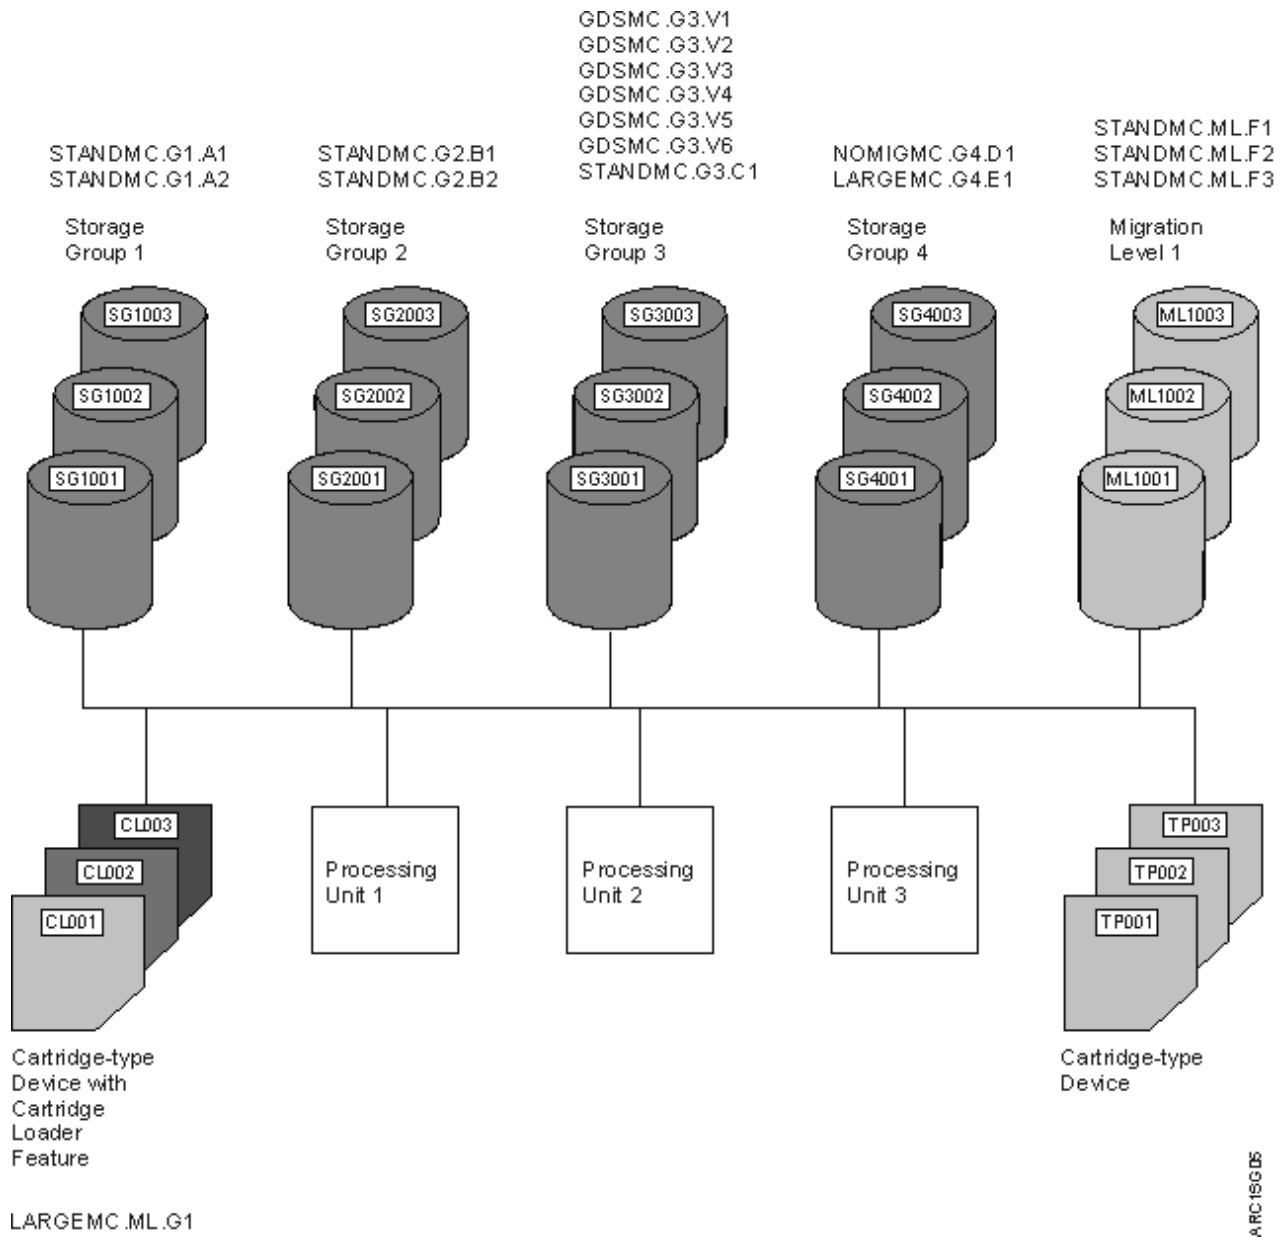 GDSMC.G3.V1
GDSMC.G3.V2
GDSMC.G3.V3
GDSMC.G3.V4
GDSMC.G3.V5
GDSMC.G3.V6
STANDMC.G3.C1
STANDMC.G1.A1
STANDMC.G1.A2
STANDMC.G2.B1
STANDMC.G2.B2
NOMIGMC.G4.D1
LARGEMC.G4.E1
STANDMC.ML.F1
STANDMC.ML.F2
STANDMC.ML.F3
Storage
Group 1
Storage
Group 2
Storage
Group 3
Storage
Group 4
Migration
Level 1
SG1003
SG1002
SG1001
SG2003
SG2002
SG2001
SG3003
SG3002
SG3001
SG4003
SG4002
SG4001
ML1003
ML1002
ML1001
CL003
CL002
CL001
Processing
Unit 1
Processing
Unit 2
Processing
Unit 3
TP003
TP002
TP001
Cartridge-type
Device with
Cartridge
Loader
Feature
Cartridge-type
Device
LARGEMC.ML.G1
ARC16G05